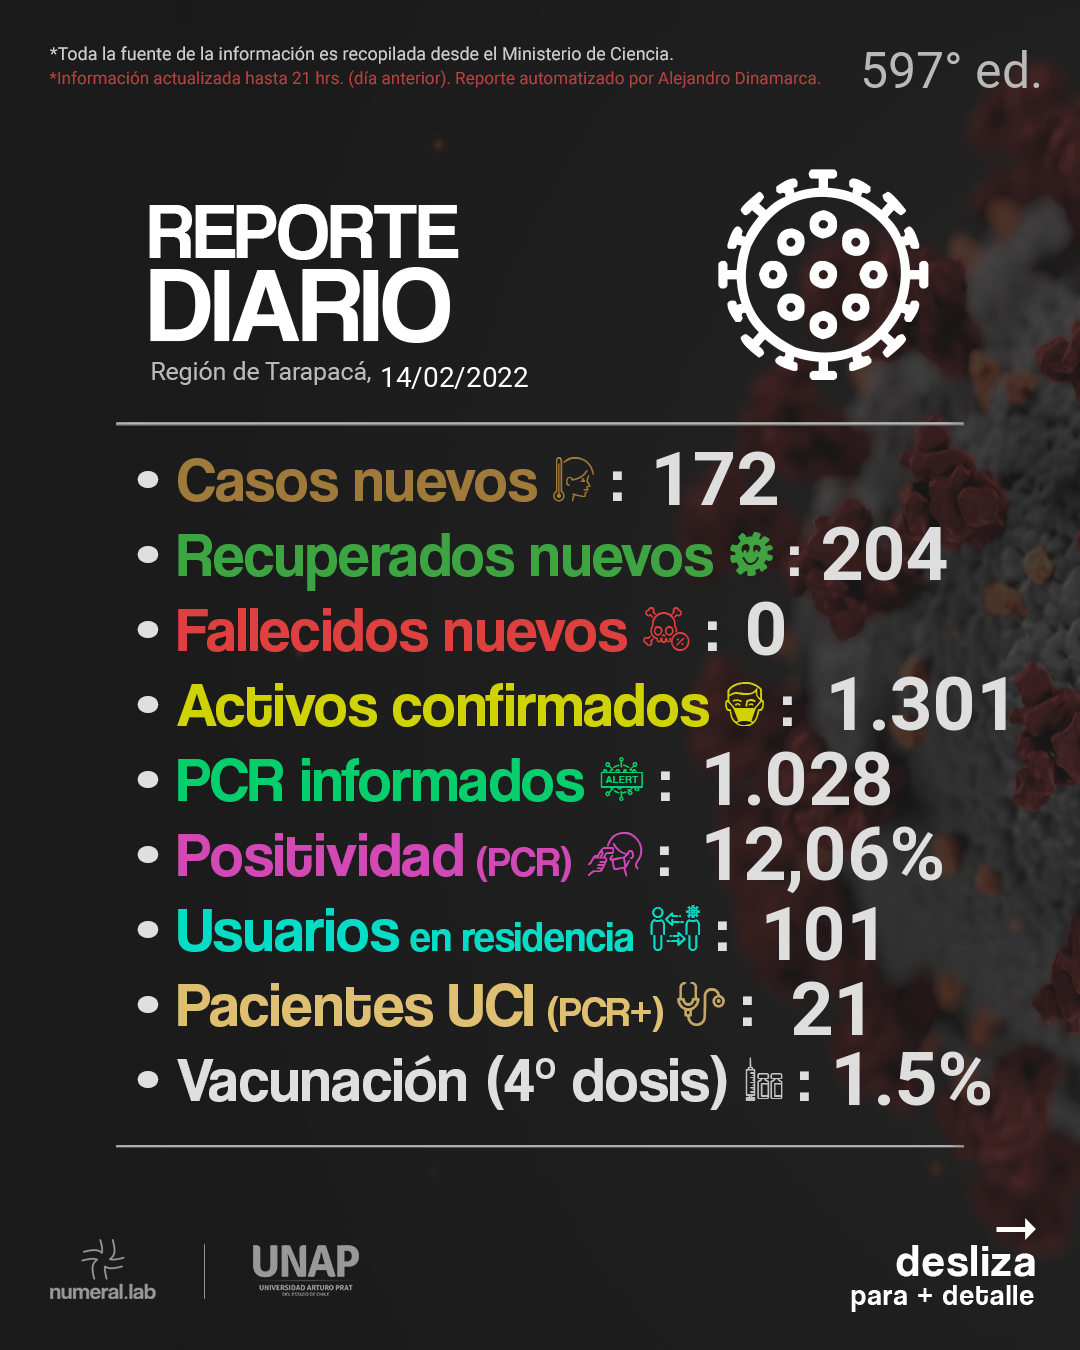 *Toda la fuente de la información es recopilada desde el Ministerio de Ciencia.
*Información actualizada hasta 21 hrs. (día anterior). Reporte automatizado por Alejandro Dinamarca.
597° ed.
REPORTE
DIARIO
Región de Tarapacá, 14/02/2022
• Casos nuevos : 172
• Recuperados nuevos : 204
• Fallecidos nuevos % : 0
• Activos confirmados : 1.301
• PCR informados ALERT : 1.028
• Positividad (PCR) : 12,06%
• Usuarios en residencia : 101
• Pacientes UCI (PCR+) : 21
• Vacunación (4º dosis) : 1.5%
numeral.lab
UNAP
UNIVERSIDAD ARTURO PRAT
DEL ESTADO DE CHILE
desliza
para + detalle